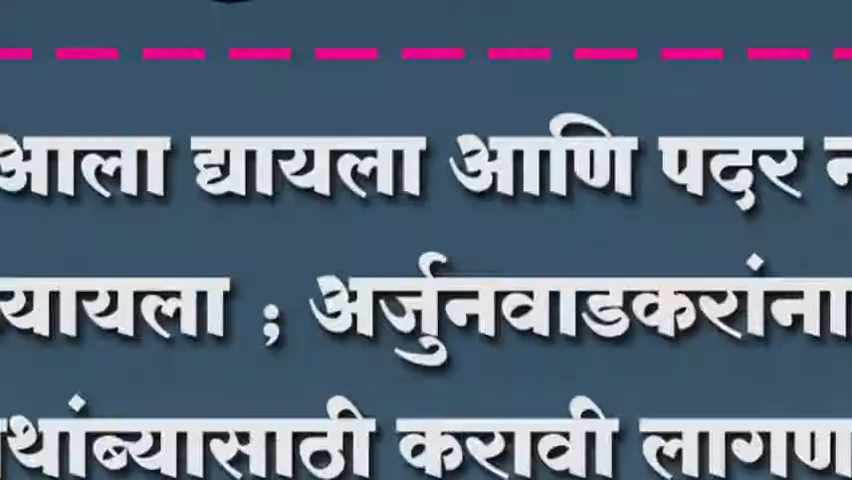 आला द्यायला आणि पदर न
यायला ; अर्जुनवाडकरांना
थांब्यासाठी करावी लागण